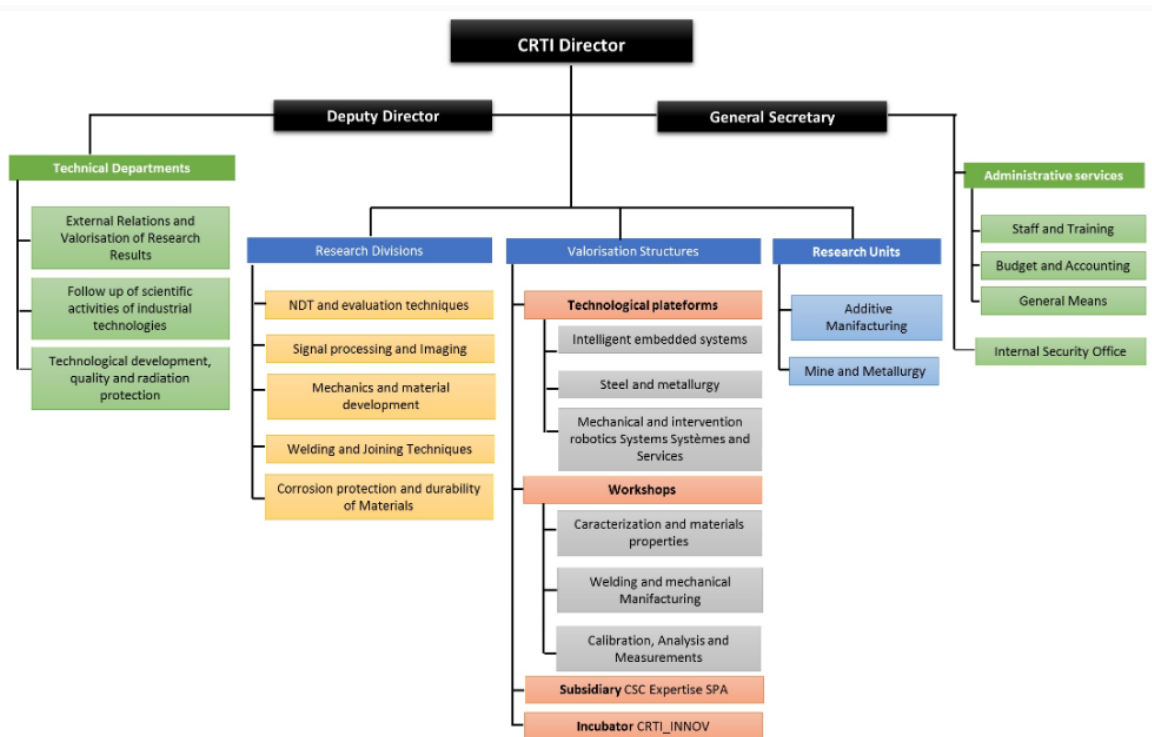 CRTI Director
Deputy Director
General Secretary
Technical Departments
External Relations and
Valorisation of Research
Results
Follow up of scientific
activities of industrial
technologies
Technological development,
quality and radiation
protection
Research Divisions
NDT and evaluation techniques
Signal processing and Imaging
Mechanics and material
development
Welding and Joining Techniques
Corrosion protection and durability
of Materials
Valorisation Structures
Technological plateforms
Intelligent embedded systems
Steel and metallurgy
Mechanical and intervention
robotics Systems Systèmes and
Services
Workshops
Caracterization and materials
properties
Welding and mechanical
Manifacturing
Calibration, Analysis and
Measurements
Subsidiary CSC Expertise SPA
Incubator CRTI_INNOV
Research Units
Additive
Manifacturing
Mine and Metallurgy
Administrative services
Staff and Training
Budget and Accounting
General Means
Internal Security Office